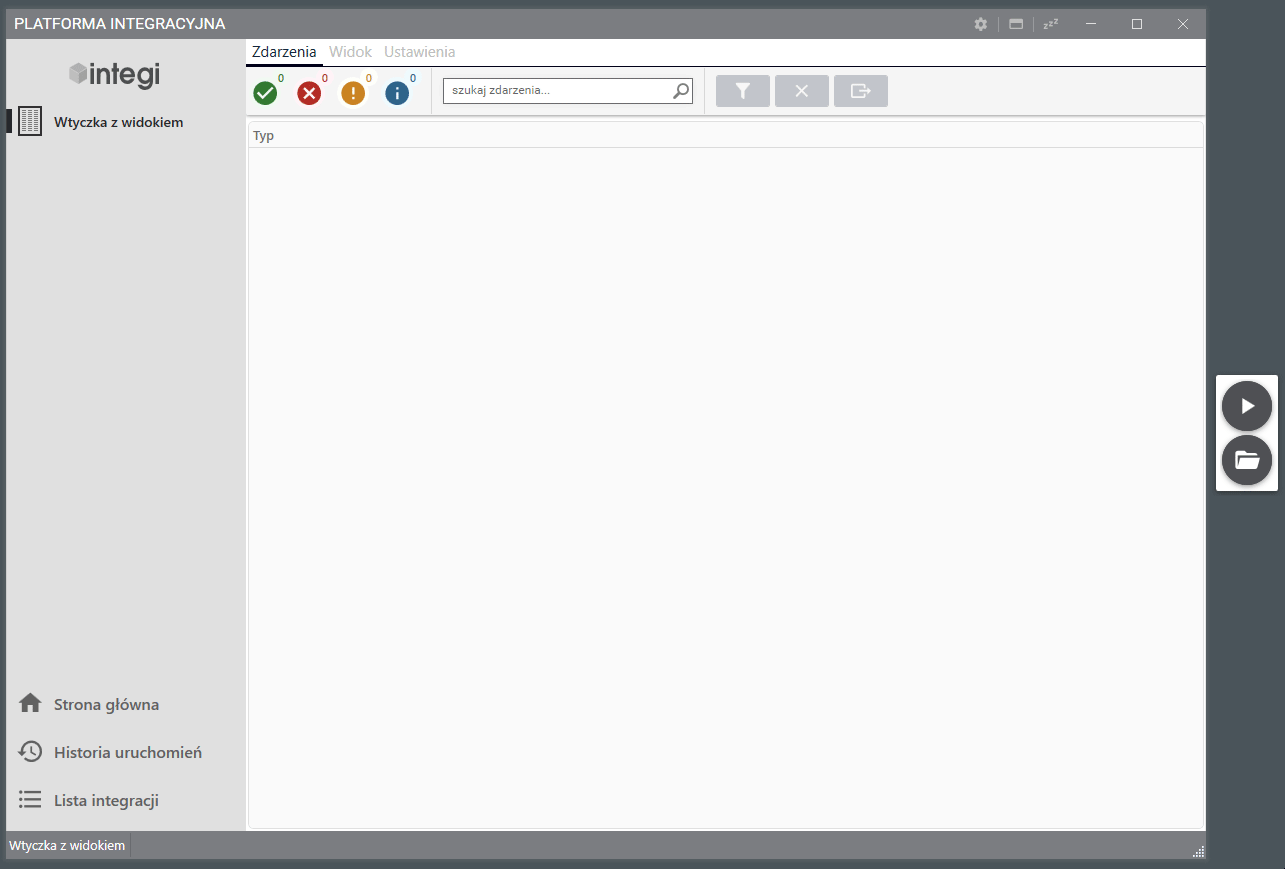 PLATFORMA INTEGRACYJNA
zzz
integi
Wtyczka z widokiem
Zdarzenia Widok Ustawienia
0 0 0 0
szukaj zdarzenia...
Typ
Strona główna
Historia uruchomień
Lista integracji
Wtyczka z widokiem